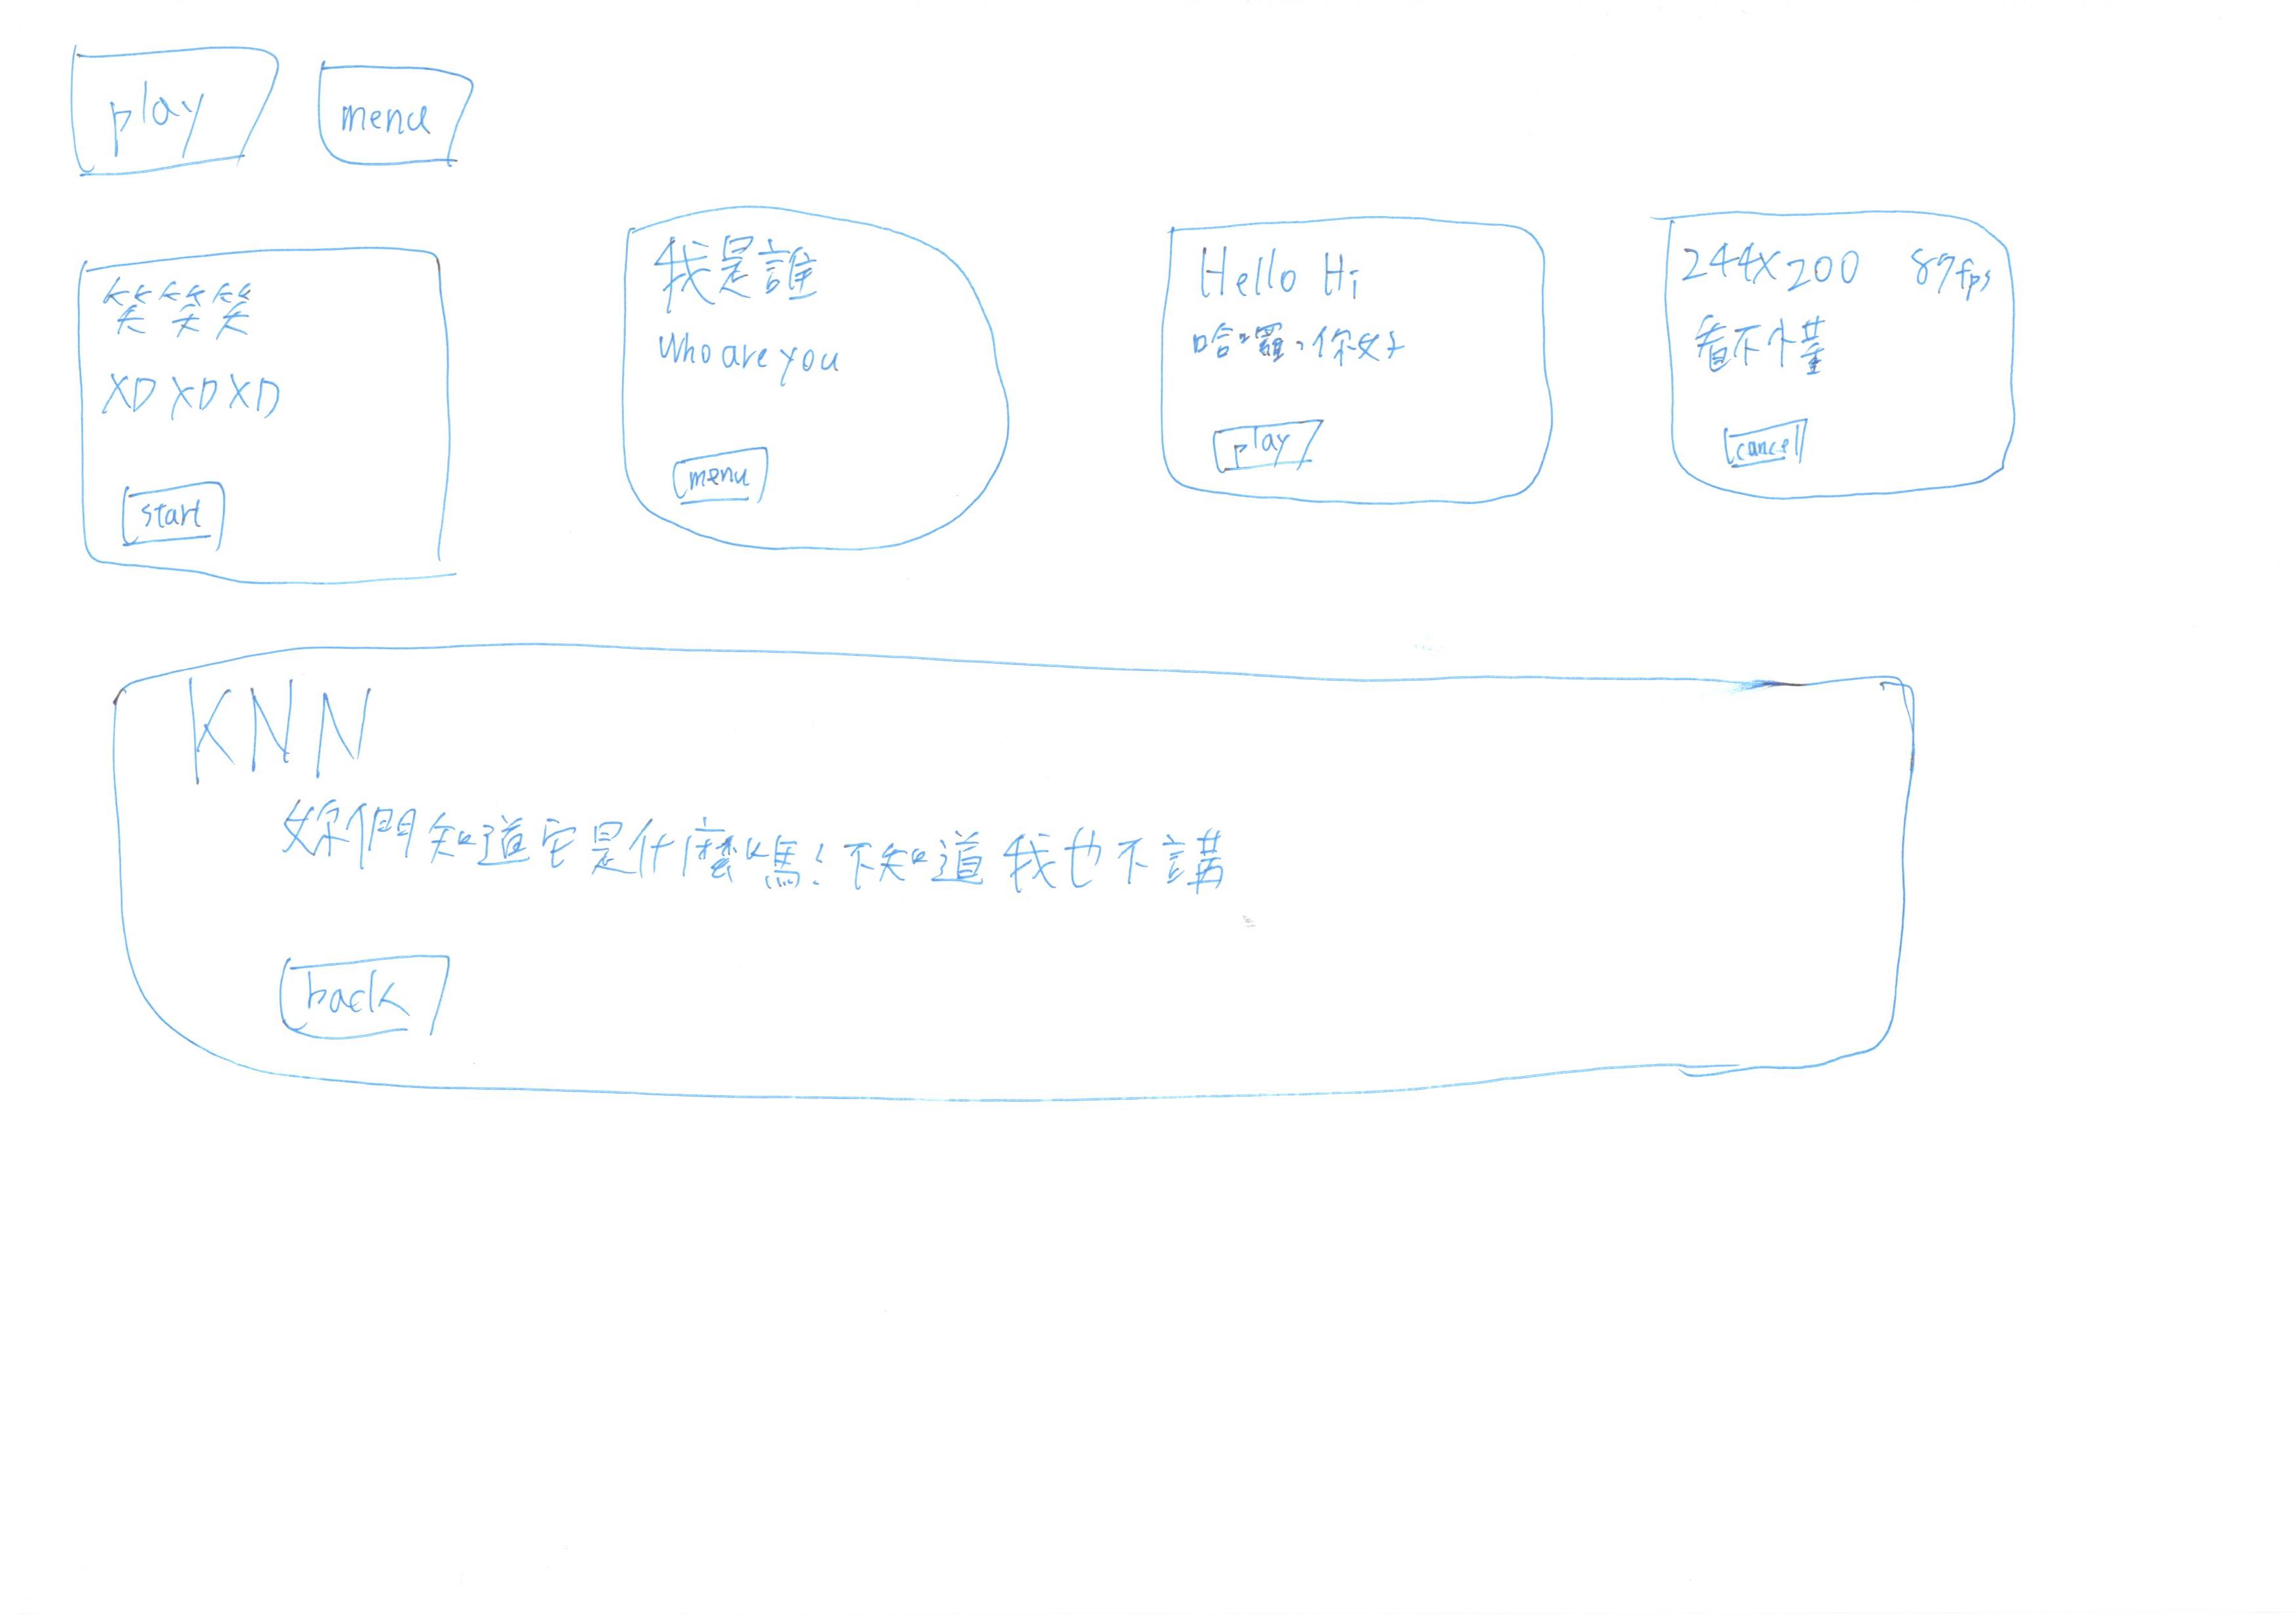 play
menu
笑笑笑
XD XD XD
start
我是誰
Who are you
menu
Hello Hi
哈囉,你好
play
244X200 87fps
看不懂
cancel
KNN
妳們知道它是什麼嗎?不知道我也不講
back